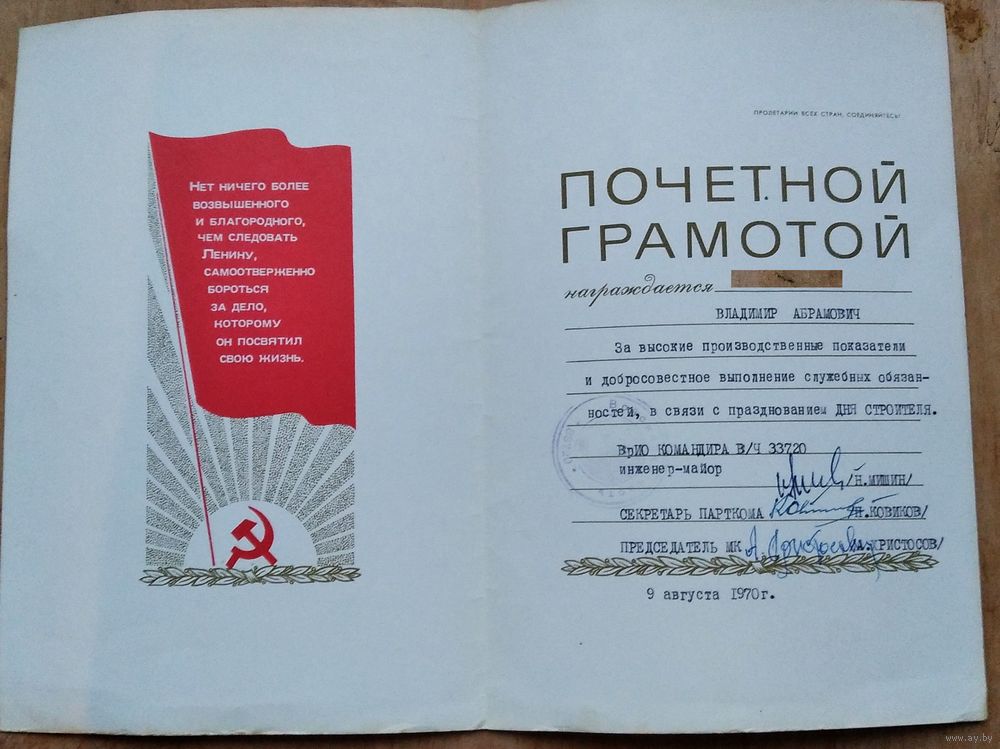 Нет ничего более
возвышенного
и благородного,
чем следовать
Ленину,
самоотверженно
бороться
за дело,
которому
он посвятил
свою жизнь.
ПРОЛЕТАРИИ ВСЕХ СТРАН, СОЕДИНЯЙТЕСЬ!
ПОЧЕТНОЙ
ГРАМОТОЙ
награждается
ВЛАДИМИР АБРАМОВИЧ
За высокие производственные показатели
и добросовестное выполнение служебных обязан-
ностей, в связи с празднованием ДНЯ СТРОИТЕЛЯ.
ВрИО КОМАНДИРА В/Ч 33720
инженер-майор /Н.МИШИН/
СЕКРЕТАРЬ ПАРТКОМА .КОВИКОВ/
ПРЕДСЕДАТЕЛЬ МК /А.ХРИСТОСОВ/
9 августа 1970г.
www.ay.by